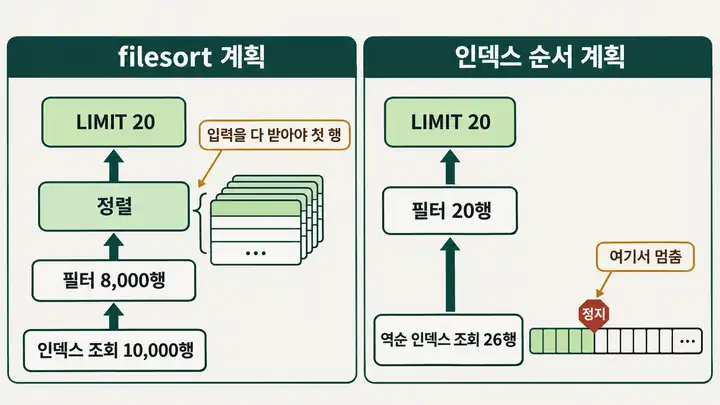 filesort 계획
LIMIT 20
입력을 다 받아야 첫 행
정렬
...
필터 8,000행
인덱스 조회 10,000행
인덱스 순서 계획
LIMIT 20
필터 20행
여기서 멈춤
정지
역순 인덱스 조회 26행
...